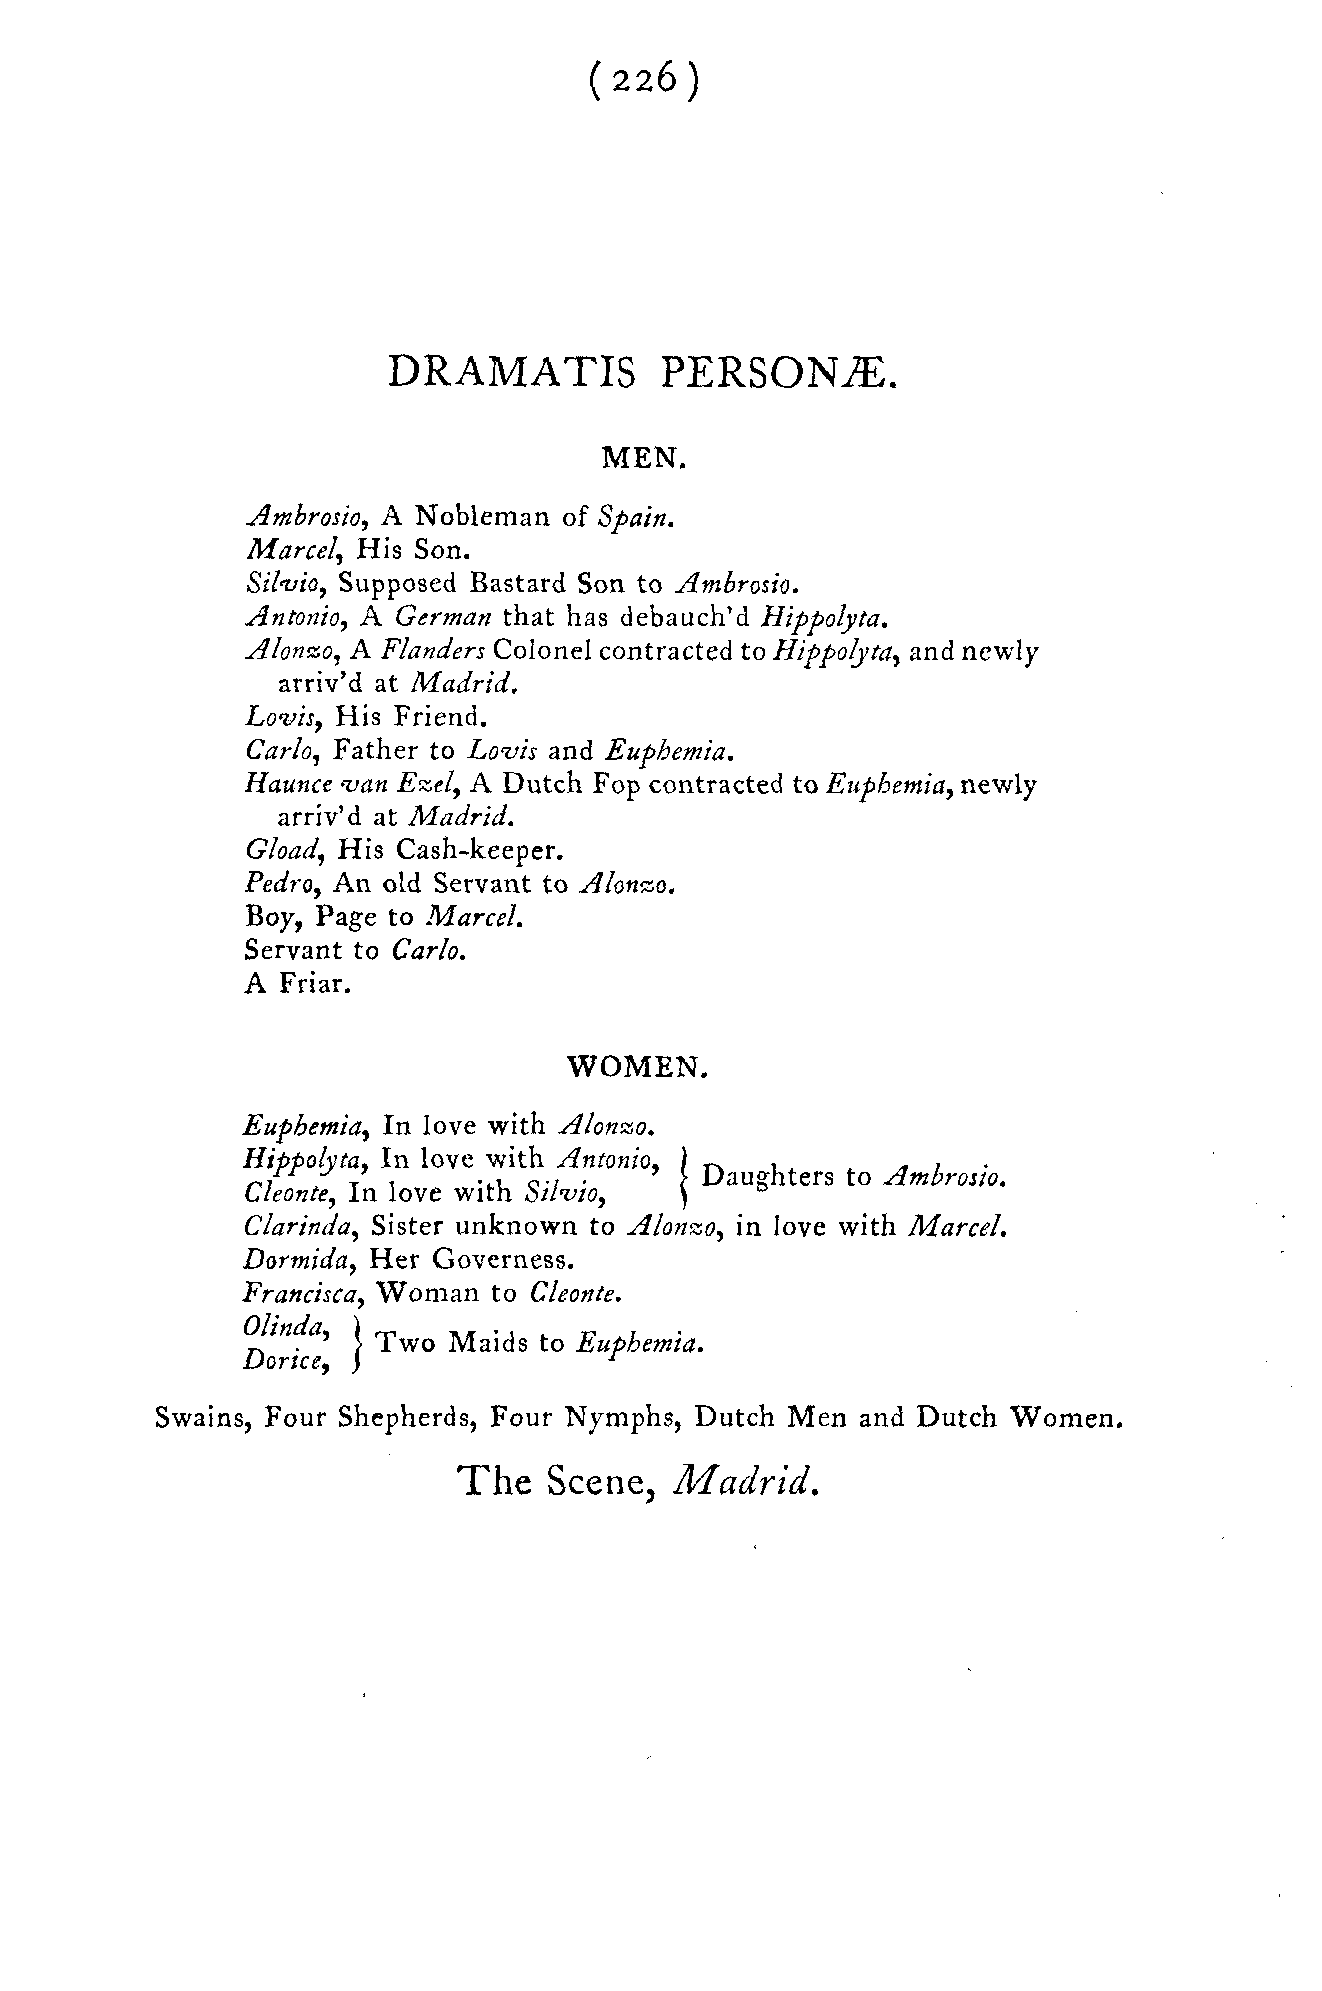 ( 226 )
DRAMATIS PERSONÆ.
MEN.
Ambrosio, A Nobleman of Spain.
Marcel, His Son.
Silvio, Supposed Bastard Son to Ambrosio.
Antonio, A German that has debauch'd Hippolyta.
Alonzo, A Flanders Colonel contracted to Hippolyta, and newly
arriv'd at Madrid.
Lovis, His Friend.
Carlo, Father to Lovis and Euphemia.
Haunce van Ezel, A Dutch Fop contracted to Euphemia, newly
arriv'd at Madrid.
Gload, His Cash-keeper.
Pedro, An old Servant to Alonzo.
Boy, Page to Marcel.
Servant to Carlo.
A Friar.
WOMEN.
Euphemia, In love with Alonzo.
Hippolyta, In love with Antonio,
Cleonte, In love with Silvio,
} Daughters to Ambrosio.
Clarinda, Sister unknown to Alonzo, in love with Marcel.
Dormida, Her Governess.
Francisca, Woman to Cleonte.
Olinda,
Dorice,
} Two Maids to Euphemia.
Swains, Four Shepherds, Four Nymphs, Dutch Men and Dutch Women.
The Scene, Madrid.